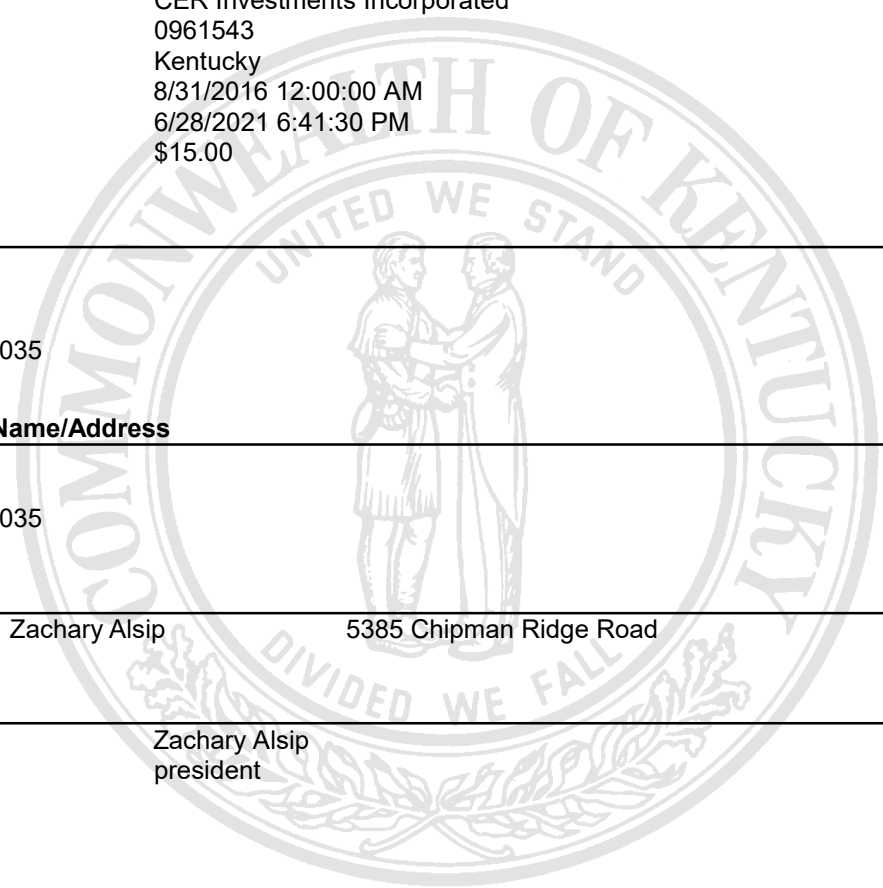 CER Investments Incorporated
0961543
Kentucky
8/31/2016 12:00:00 AM
6/28/2021 6:41:30 PM
$15.00
COMMONWEALTH OF KENTUCKY
UNITED WE STAND
035
Name/Address
035
Zachary Alsip 5385 Chipman Ridge Road
DIVIDED WE FALL
Zachary Alsip
president